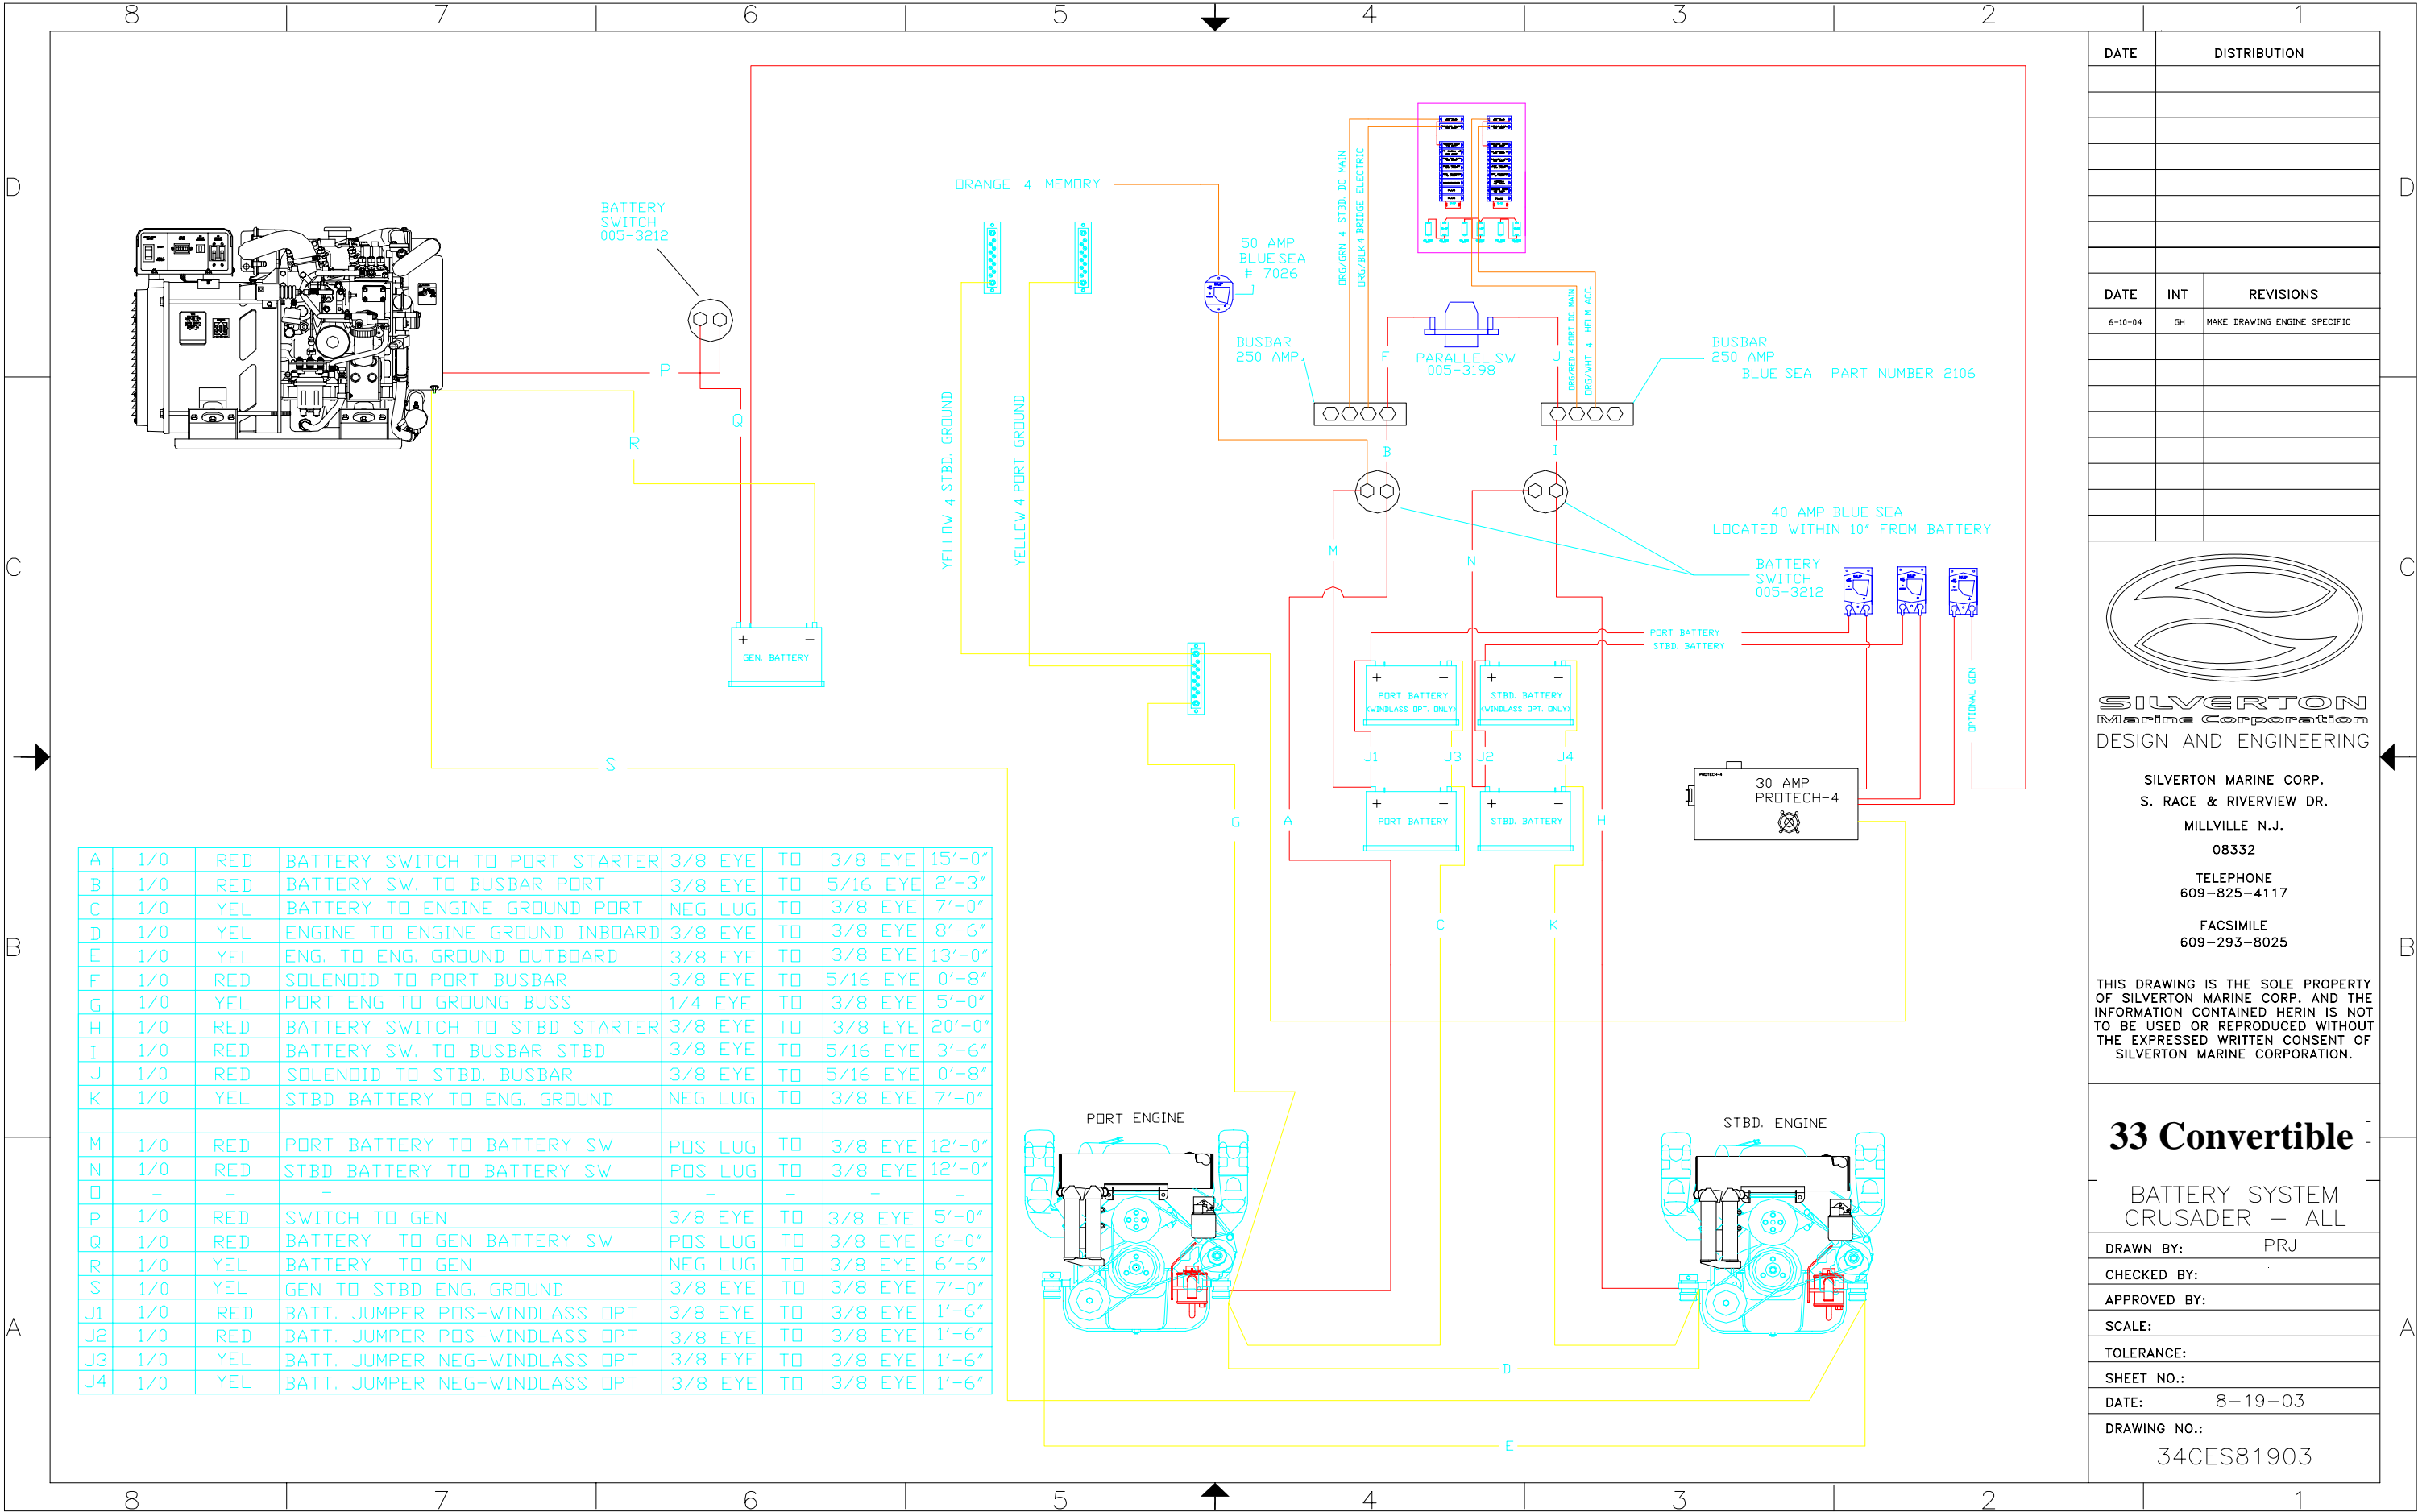 8 7 6 5 4 3 2 1
D
C
B
A
D
C
B
A
BATTERY
SWITCH
005-3212
P
Q
R
S
GEN. BATTERY
+ −
ORANGE 4 MEMORY
50 AMP
BLUE SEA
# 7026
YELLOW 4 STBD. GROUND
YELLOW 4 PORT GROUND
ORG/GRN 4 STBD. DC MAIN
ORG/BLK4 BRIDGE ELECTRIC
BUSBAR
250 AMP.
F
PARALLEL SW
005-3198
J
ORG/RED 4 PORT DC MAIN
ORG/WHT 4 HELM ACC.
BUSBAR
250 AMP
BLUE SEA PART NUMBER 2106
B
I
M
N
40 AMP BLUE SEA
LOCATED WITHIN 10" FROM BATTERY
BATTERY
SWITCH
005-3212
PORT BATTERY
STBD. BATTERY
OPTIONAL GEN
+ −
PORT BATTERY
(WINDLASS OPT. ONLY)
+ −
STBD. BATTERY
(WINDLASS OPT. ONLY)
J1
J3
J2
J4
+ −
PORT BATTERY
+ −
STBD. BATTERY
PROTECH-4
30 AMP
PROTECH-4
G
A
H
C
K
PORT ENGINE
STBD. ENGINE
D
E
A 1/0 RED BATTERY SWITCH TO PORT STARTER 3/8 EYE TO 3/8 EYE 15'-0"
B 1/0 RED BATTERY SW. TO BUSBAR PORT 3/8 EYE TO 5/16 EYE 2'-3"
C 1/0 YEL BATTERY TO ENGINE GROUND PORT NEG LUG TO 3/8 EYE 7'-0"
D 1/0 YEL ENGINE TO ENGINE GROUND INBOARD 3/8 EYE TO 3/8 EYE 8'-6"
E 1/0 YEL ENG. TO ENG. GROUND OUTBOARD 3/8 EYE TO 3/8 EYE 13'-0"
F 1/0 RED SOLENOID TO PORT BUSBAR 3/8 EYE TO 5/16 EYE 0'-8"
G 1/0 YEL PORT ENG TO GROUNG BUSS 1/4 EYE TO 3/8 EYE 5'-0"
H 1/0 RED BATTERY SWITCH TO STBD STARTER 3/8 EYE TO 3/8 EYE 20'-0"
I 1/0 RED BATTERY SW. TO BUSBAR STBD 3/8 EYE TO 5/16 EYE 3'-6"
J 1/0 RED SOLENOID TO STBD. BUSBAR 3/8 EYE TO 5/16 EYE 0'-8"
K 1/0 YEL STBD BATTERY TO ENG. GROUND NEG LUG TO 3/8 EYE 7'-0"
M 1/0 RED PORT BATTERY TO BATTERY SW POS LUG TO 3/8 EYE 12'-0"
N 1/0 RED STBD BATTERY TO BATTERY SW POS LUG TO 3/8 EYE 12'-0"
O - - - - - - -
P 1/0 RED SWITCH TO GEN 3/8 EYE TO 3/8 EYE 5'-0"
Q 1/0 RED BATTERY TO GEN BATTERY SW POS LUG TO 3/8 EYE 6'-0"
R 1/0 YEL BATTERY TO GEN NEG LUG TO 3/8 EYE 6'-6"
S 1/0 YEL GEN TO STBD ENG. GROUND 3/8 EYE TO 3/8 EYE 7'-0"
J1 1/0 RED BATT. JUMPER POS-WINDLASS OPT 3/8 EYE TO 3/8 EYE 1'-6"
J2 1/0 RED BATT. JUMPER POS-WINDLASS OPT 3/8 EYE TO 3/8 EYE 1'-6"
J3 1/0 YEL BATT. JUMPER NEG-WINDLASS OPT 3/8 EYE TO 3/8 EYE 1'-6"
J4 1/0 YEL BATT. JUMPER NEG-WINDLASS OPT 3/8 EYE TO 3/8 EYE 1'-6"
DATE DISTRIBUTION
DATE INT REVISIONS
6-10-04 GH MAKE DRAWING ENGINE SPECIFIC
SILVERTON
Marine Corporation
DESIGN AND ENGINEERING
SILVERTON MARINE CORP.
S. RACE & RIVERVIEW DR.
MILLVILLE N.J.
08332
TELEPHONE
609-825-4117
FACSIMILE
609-293-8025
THIS DRAWING IS THE SOLE PROPERTY
OF SILVERTON MARINE CORP. AND THE
INFORMATION CONTAINED HERIN IS NOT
TO BE USED OR REPRODUCED WITHOUT
THE EXPRESSED WRITTEN CONSENT OF
SILVERTON MARINE CORPORATION.
33 Convertible
BATTERY SYSTEM
CRUSADER - ALL
DRAWN BY: PRJ
CHECKED BY:
APPROVED BY:
SCALE:
TOLERANCE:
SHEET NO.:
DATE: 8-19-03
DRAWING NO.:
34CES81903
8 7 6 5 4 3 2 1